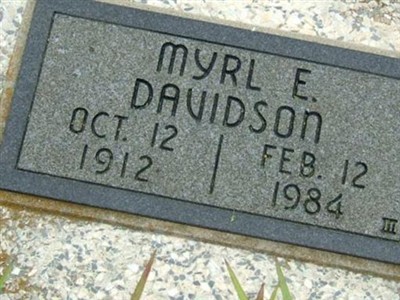 MYRL E.
DAVIDSON
OCT. 12 FEB. 12
1912 1984
III